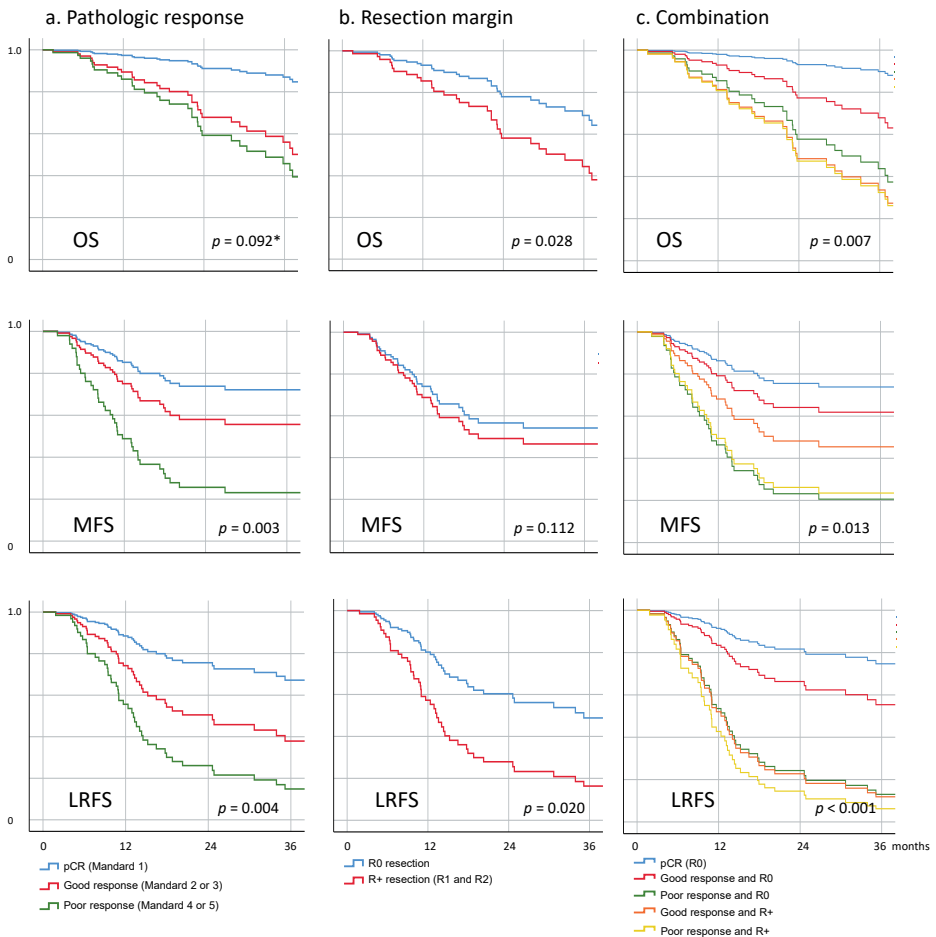 a. Pathologic response
b. Resection margin
c. Combination
1.0
OS
p = 0.092*
0
OS
p = 0.028
OS
p = 0.007
1.0
MFS
p = 0.003
0
MFS
p = 0.112
MFS
p = 0.013
1.0
LRFS
p = 0.004
0
LRFS
p = 0.020
LRFS
p < 0.001
0 12 24 36
0 12 24 36
0 12 24 36 months
pCR (Mandard 1)
Good response (Mandard 2 or 3)
Poor response (Mandard 4 or 5)
R0 resection
R+ resection (R1 and R2)
pCR (R0)
Good response and R0
Poor response and R0
Good response and R+
Poor response and R+